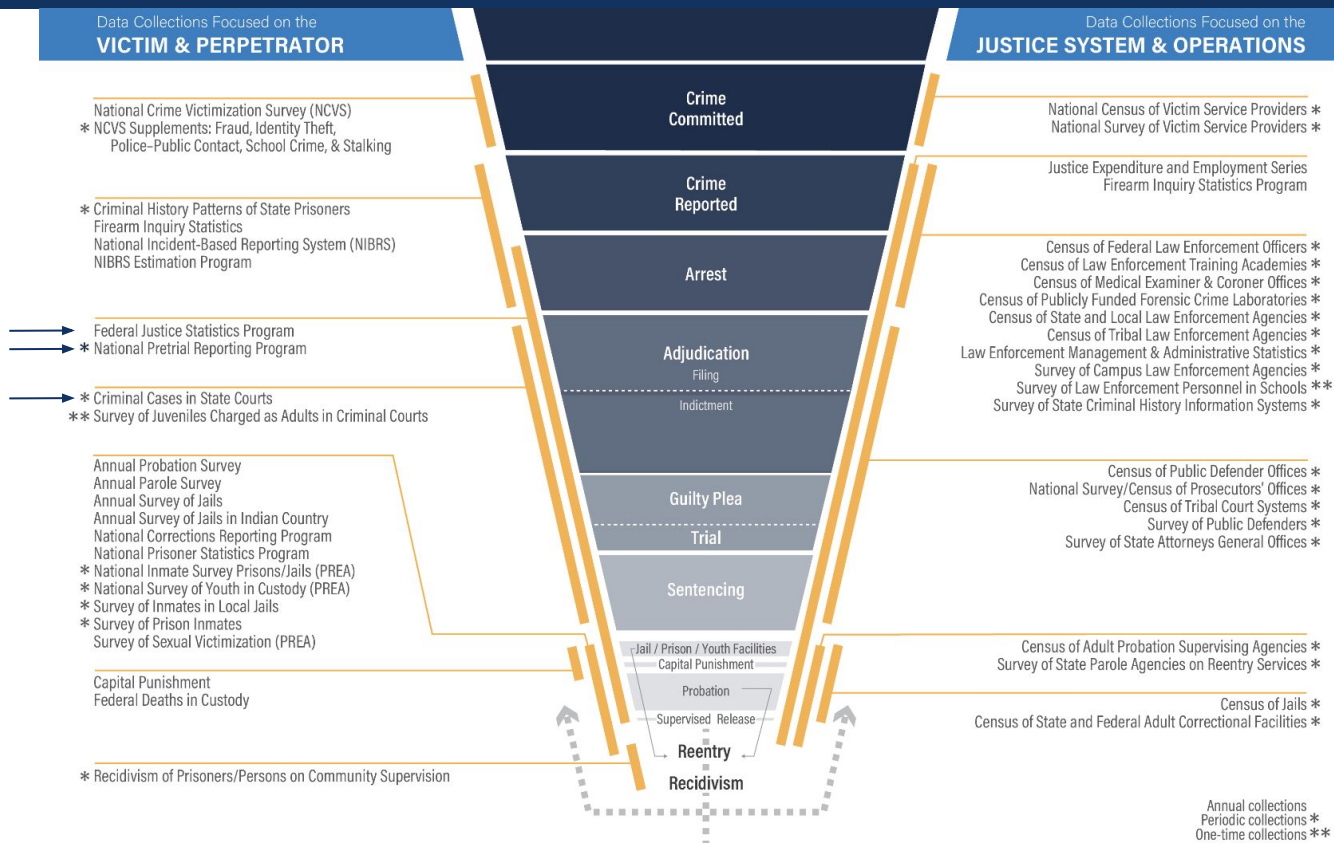 Data Collections Focused on the
VICTIM & PERPETRATOR
National Crime Victimization Survey (NCVS)
* NCVS Supplements: Fraud, Identity Theft,
Police–Public Contact, School Crime, & Stalking
* Criminal History Patterns of State Prisoners
Firearm Inquiry Statistics
National Incident-Based Reporting System (NIBRS)
NIBRS Estimation Program
Federal Justice Statistics Program
* National Pretrial Reporting Program
* Criminal Cases in State Courts
** Survey of Juveniles Charged as Adults in Criminal Courts
Annual Probation Survey
Annual Parole Survey
Annual Survey of Jails
Annual Survey of Jails in Indian Country
National Corrections Reporting Program
National Prisoner Statistics Program
* National Inmate Survey Prisons/Jails (PREA)
* National Survey of Youth in Custody (PREA)
* Survey of Inmates in Local Jails
* Survey of Prison Inmates
Survey of Sexual Victimization (PREA)
Capital Punishment
Federal Deaths in Custody
* Recidivism of Prisoners/Persons on Community Supervision
Crime
Committed
Crime
Reported
Arrest
Adjudication
Filing
Indictment
Guilty Plea
Trial
Sentencing
Jail / Prison / Youth Facilities
Capital Punishment
Probation
Supervised Release
Reentry
Recidivism
Data Collections Focused on the
JUSTICE SYSTEM & OPERATIONS
National Census of Victim Service Providers *
National Survey of Victim Service Providers *
Justice Expenditure and Employment Series
Firearm Inquiry Statistics Program
Census of Federal Law Enforcement Officers *
Census of Law Enforcement Training Academies *
Census of Medical Examiner & Coroner Offices *
Census of Publicly Funded Forensic Crime Laboratories *
Census of State and Local Law Enforcement Agencies *
Census of Tribal Law Enforcement Agencies *
Law Enforcement Management & Administrative Statistics *
Survey of Campus Law Enforcement Agencies *
Survey of Law Enforcement Personnel in Schools **
Survey of State Criminal History Information Systems *
Census of Public Defender Offices *
National Survey/Census of Prosecutors' Offices *
Census of Tribal Court Systems *
Survey of Public Defenders *
Survey of State Attorneys General Offices *
Census of Adult Probation Supervising Agencies *
Survey of State Parole Agencies on Reentry Services *
Census of Jails *
Census of State and Federal Adult Correctional Facilities *
Annual collections
Periodic collections *
One-time collections **